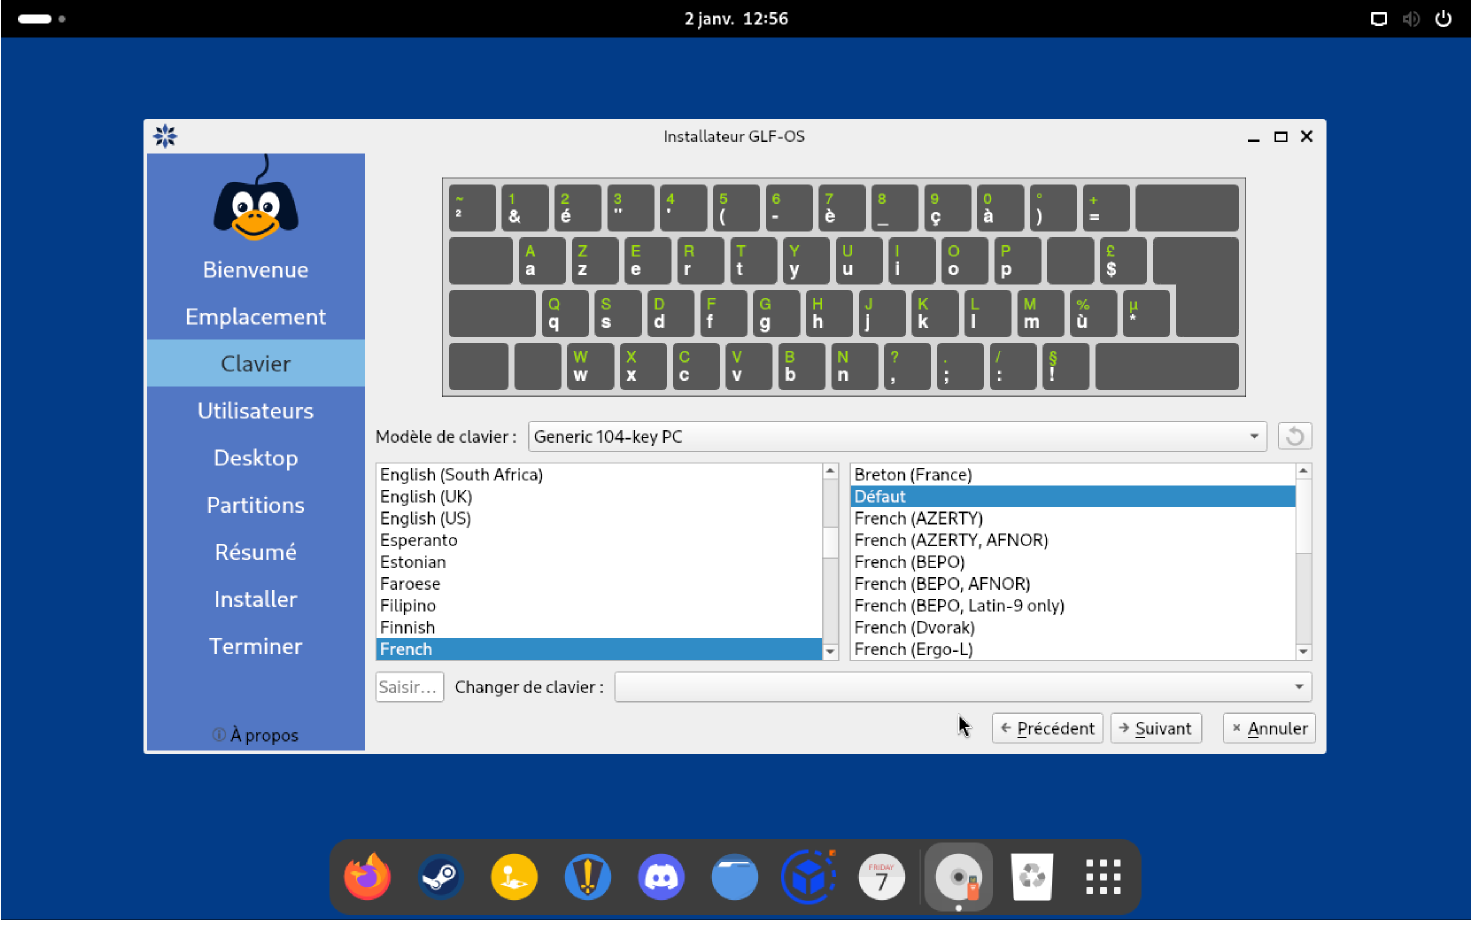 2 janv. 12:56
Installateur GLF-OS
Bienvenue
Emplacement
Clavier
Utilisateurs
Desktop
Partitions
Résumé
Installer
Terminer
À propos
~ 1 2 3 4 5 6 7 8 9 0 ° +
² & é " ' ( - è _ ç à ) =
A Z E R T Y U I O P £
a z e r t y u i o p $
Q S D F G H J K L M % µ
q s d f g h j k l m ù *
W X C V B N ? . / §
w x c v b n , ; : !
Modèle de clavier : Generic 104-key PC
English (South Africa)
English (UK)
English (US)
Esperanto
Estonian
Faroese
Filipino
Finnish
French
Breton (France)
Défaut
French (AZERTY)
French (AZERTY, AFNOR)
French (BEPO)
French (BEPO, AFNOR)
French (BEPO, Latin-9 only)
French (Dvorak)
French (Ergo-L)
Saisir... Changer de clavier :
Précédent Suivant Annuler
FRIDAY
7